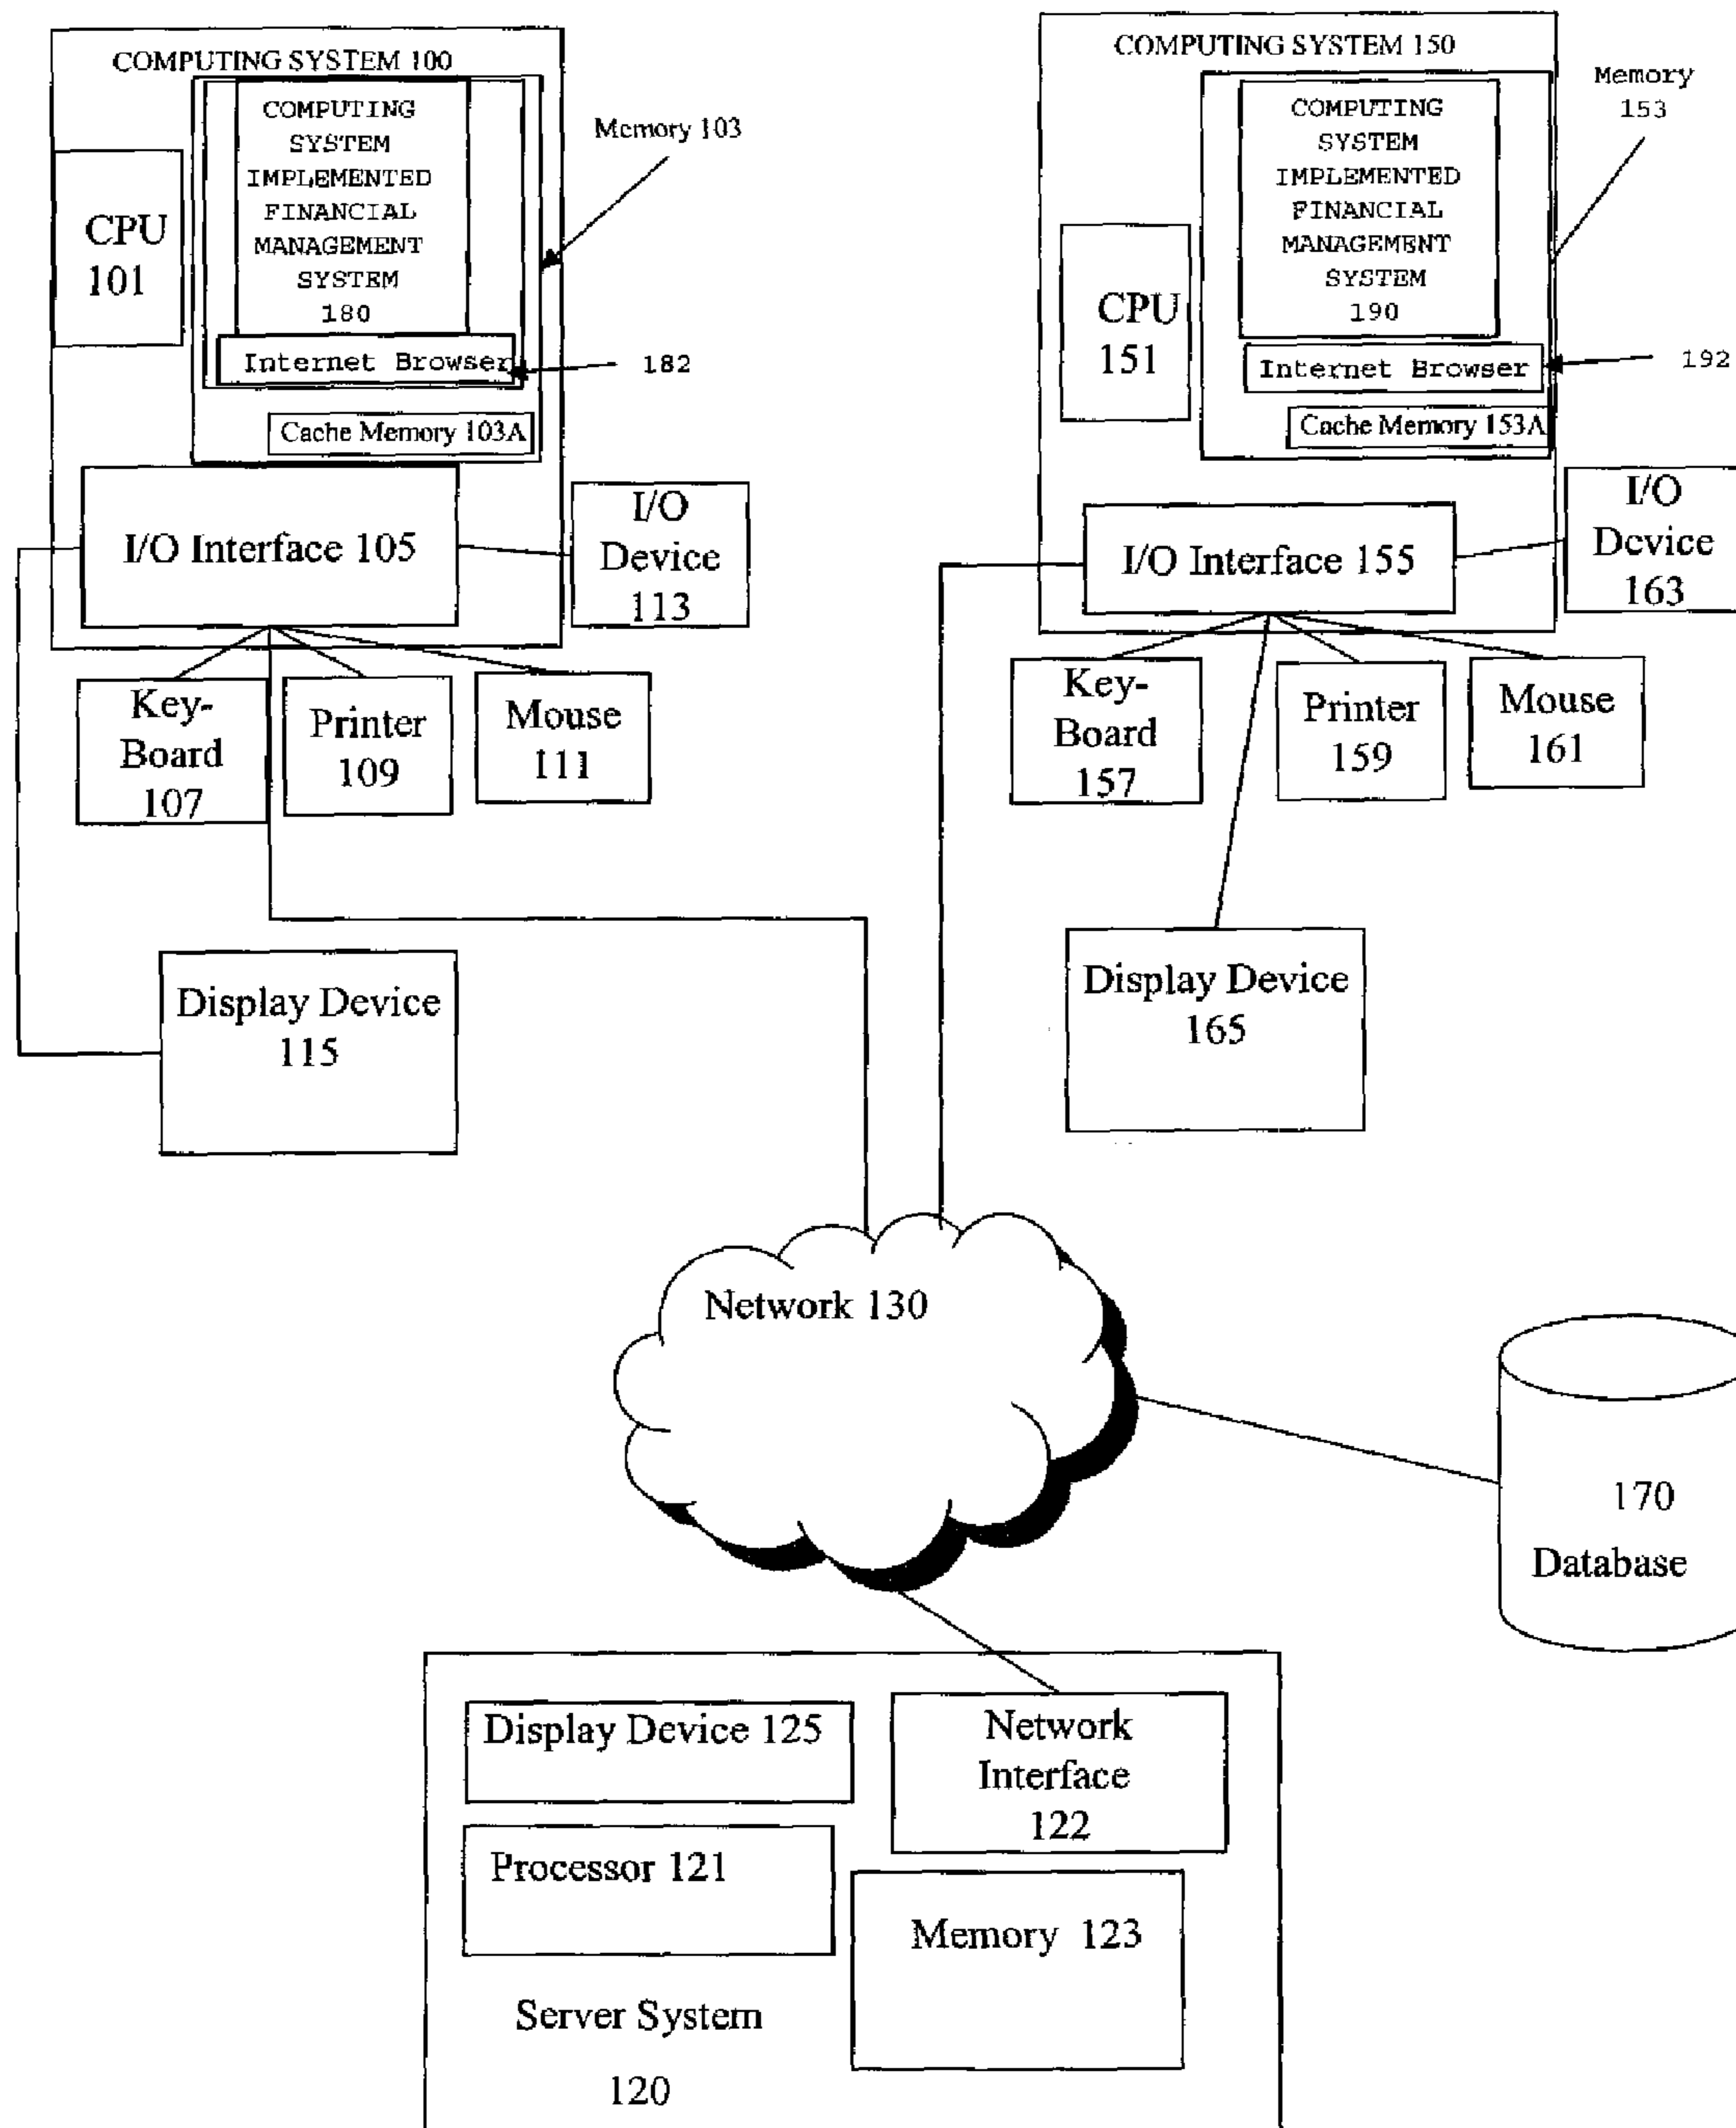 COMPUTING SYSTEM 100
COMPUTING
SYSTEM
IMPLEMENTED
FINANCIAL
MANAGEMENT
SYSTEM
180
Internet Browser
182
Cache Memory 103A
Memory 103
CPU
101
I/O Interface 105
I/O
Device
113
Key-
Board
107
Printer
109
Mouse
111
Display Device
115
COMPUTING SYSTEM 150
COMPUTING
SYSTEM
IMPLEMENTED
FINANCIAL
MANAGEMENT
SYSTEM
190
Internet Browser
192
Cache Memory 153A
Memory
153
CPU
151
I/O Interface 155
I/O
Device
163
Key-
Board
157
Printer
159
Mouse
161
Display Device
165
Network 130
170
Database
Display Device 125
Network
Interface
122
Processor 121
Memory 123
Server System
120